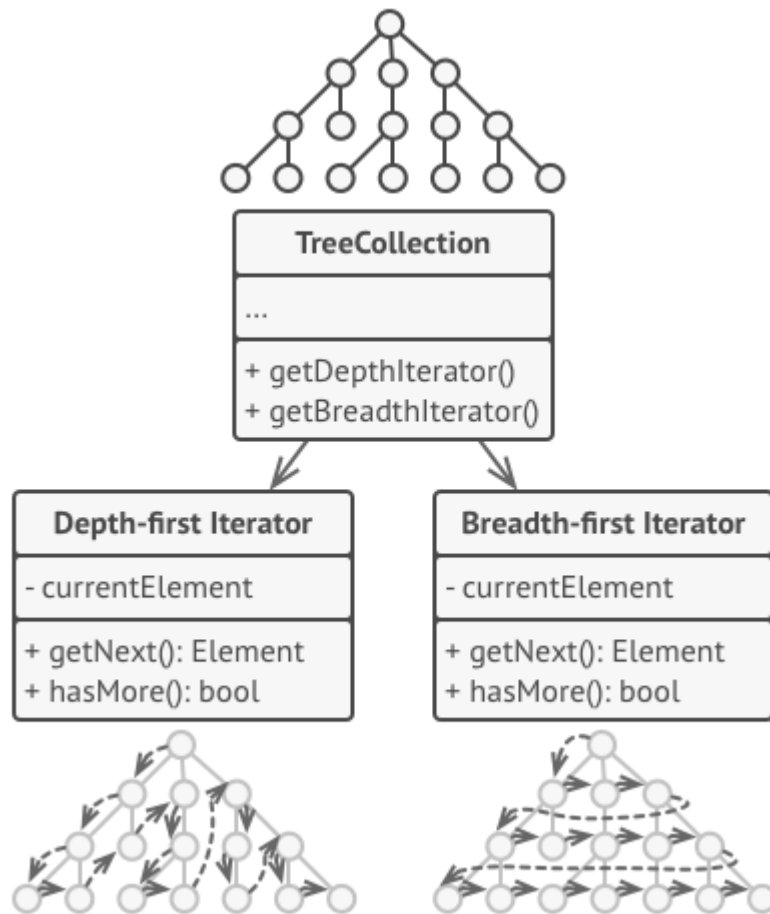 TreeCollection
...
+ getDepthIterator()
+ getBreadthIterator()
Depth-first Iterator
- currentElement
+ getNext(): Element
+ hasMore(): bool
Breadth-first Iterator
- currentElement
+ getNext(): Element
+ hasMore(): bool